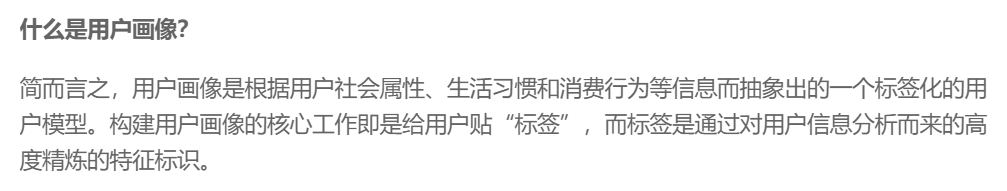 什么是用户画像？
简而言之，用户画像是根据用户社会属性、生活习惯和消费行为等信息而抽象出的一个标签化的用
户模型。构建用户画像的核心工作即是给用户贴“标签”，而标签是通过对用户信息分析而来的高
度精炼的特征标识。